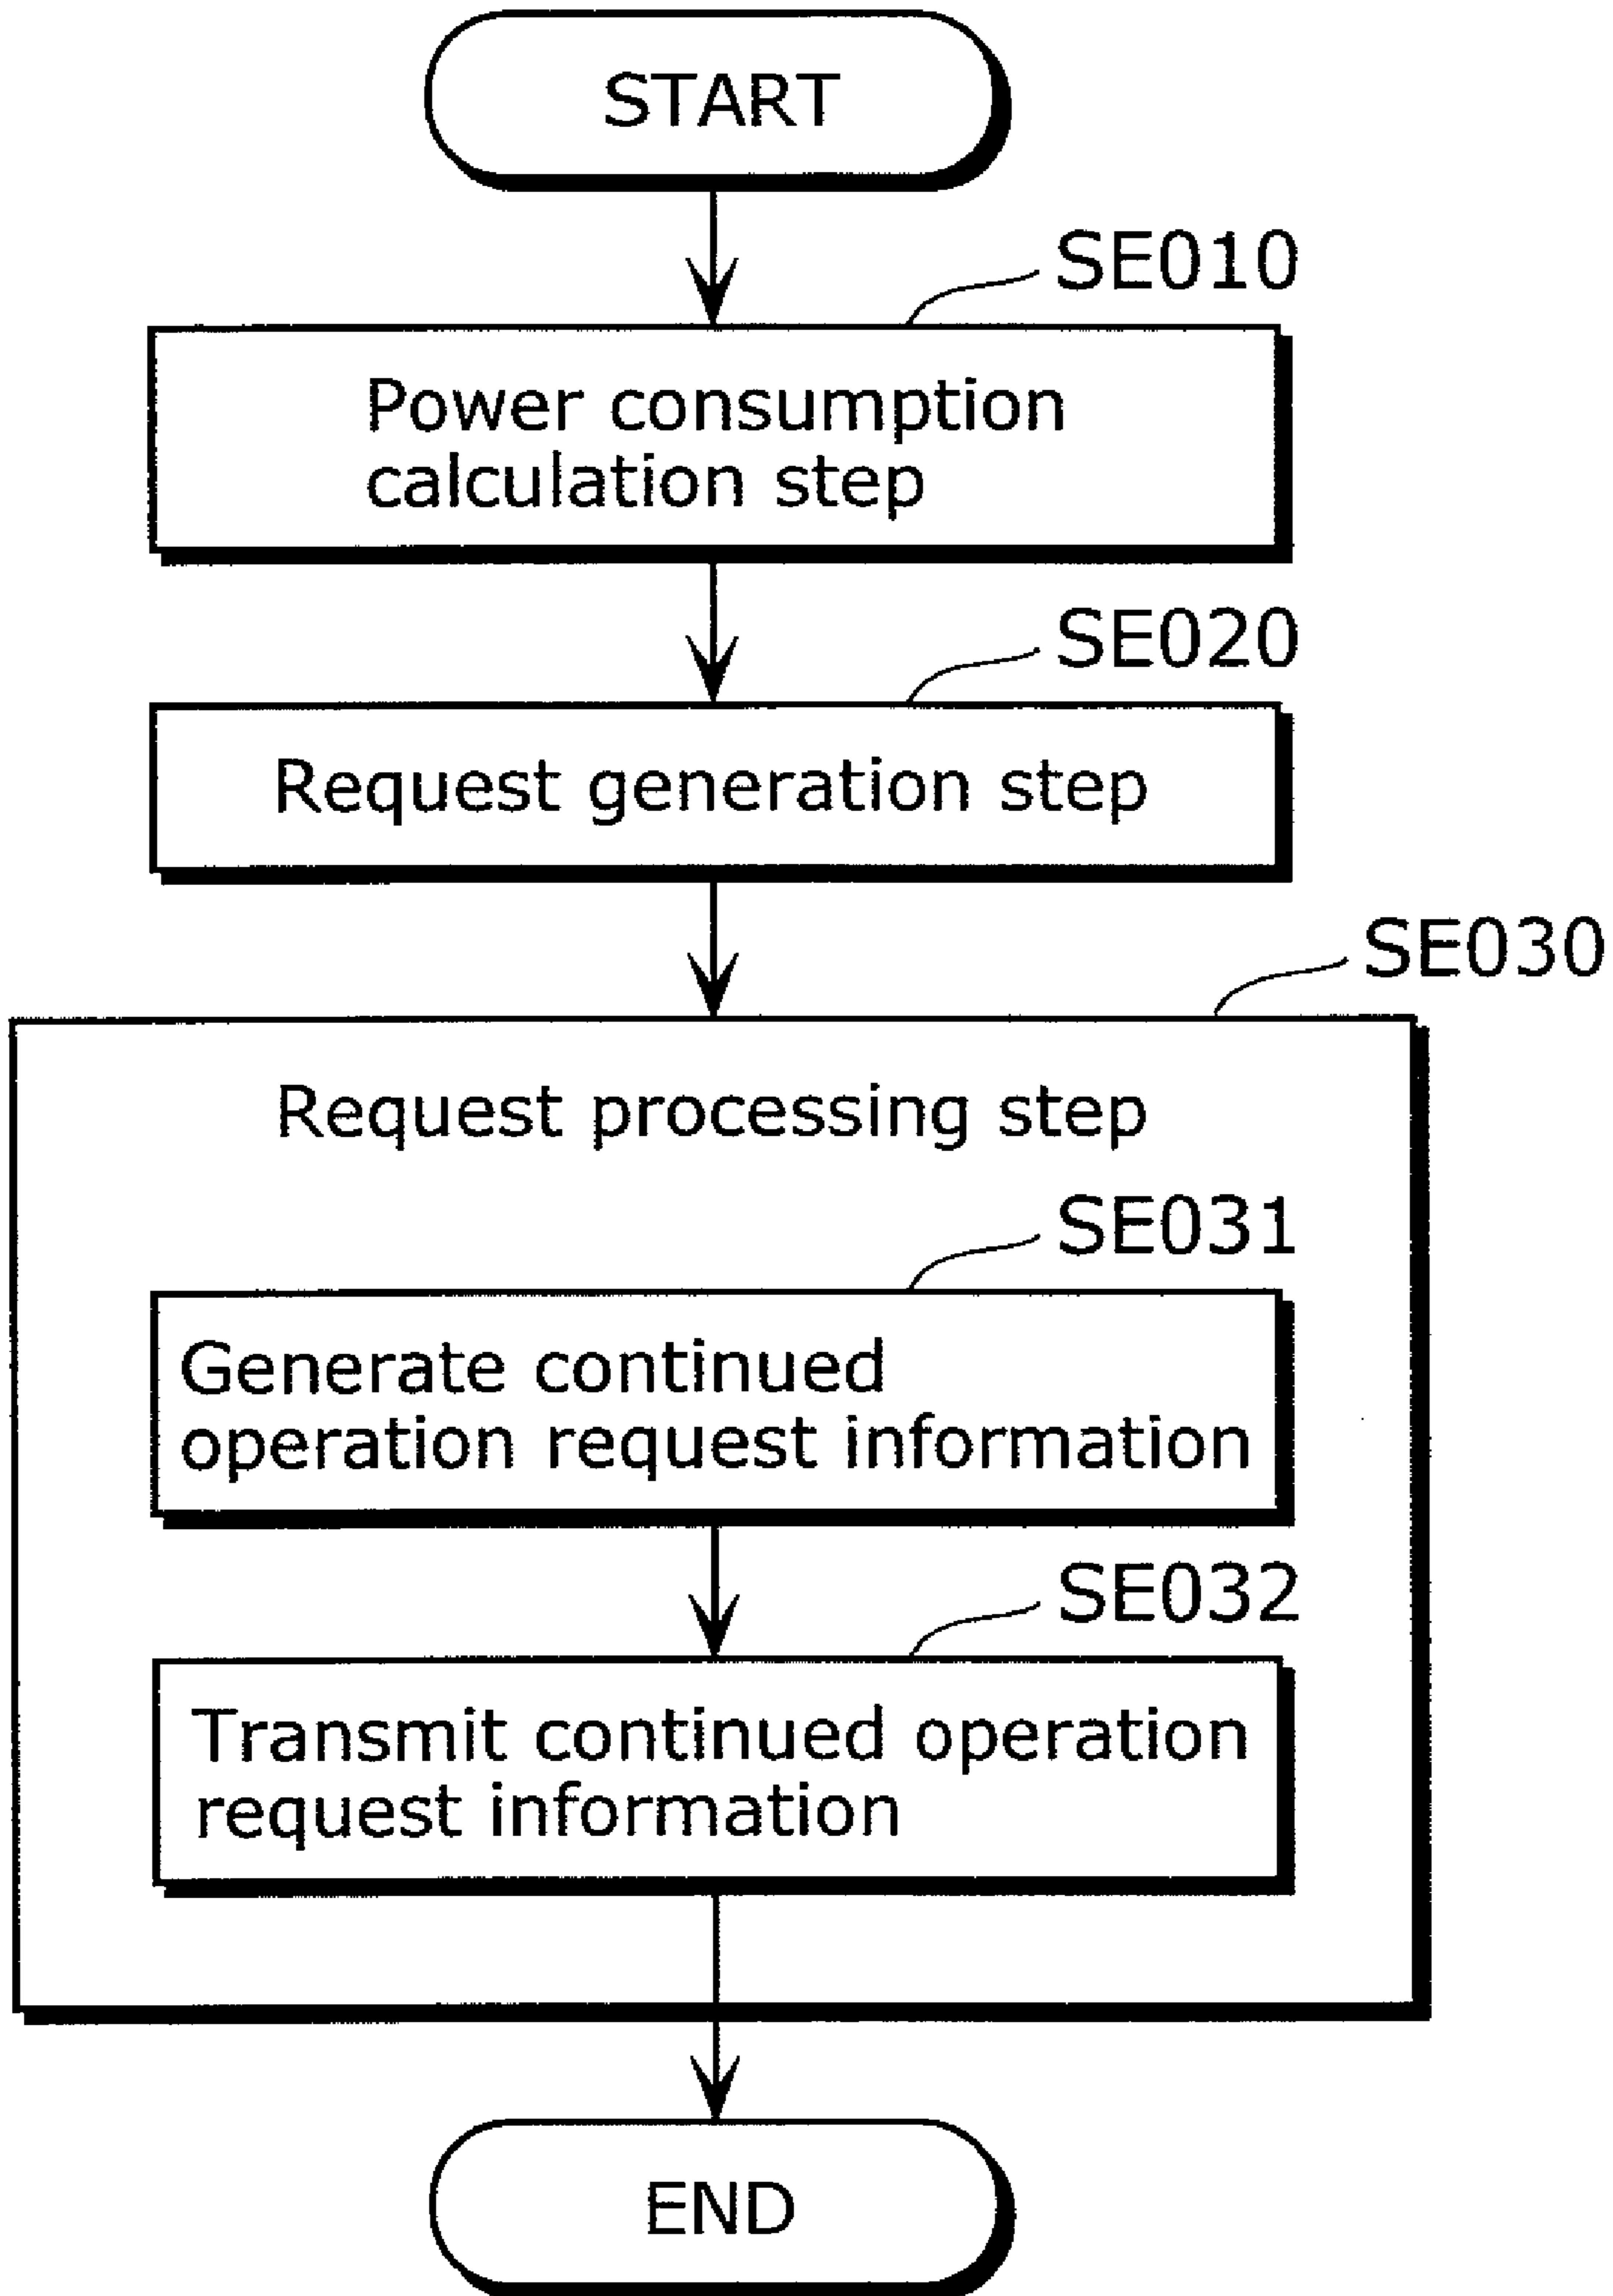 START
SE010
Power consumption
calculation step
SE020
Request generation step
SE030
Request processing step
SE031
Generate continued
operation request information
SE032
Transmit continued operation
request information
END